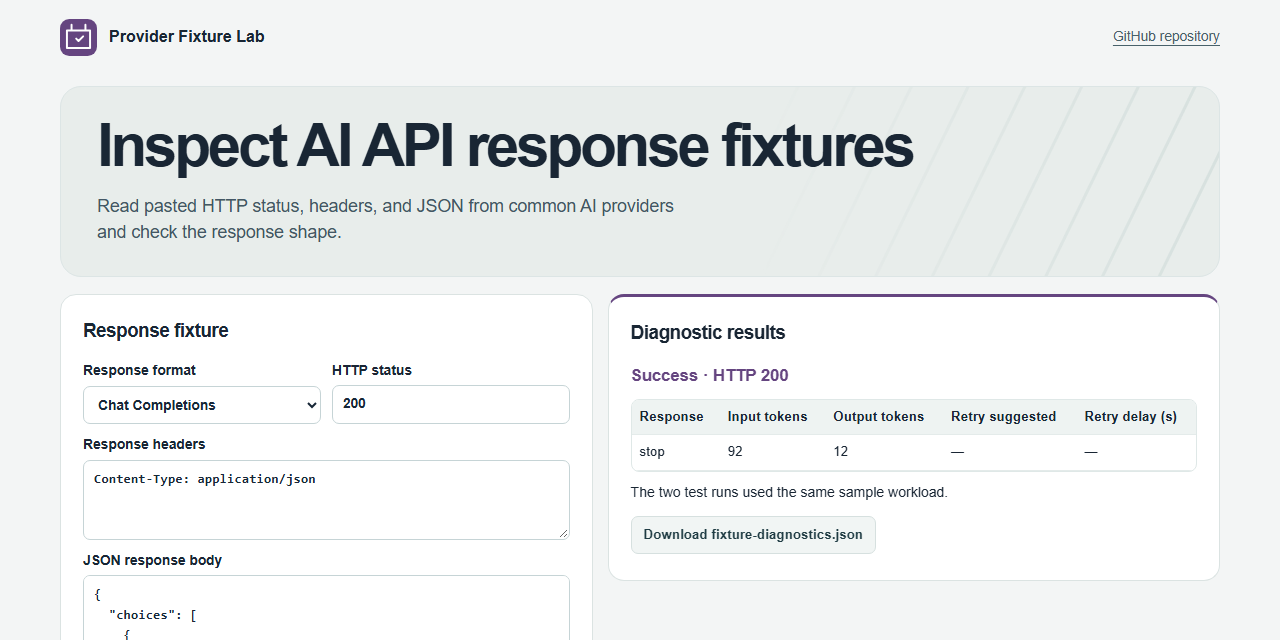 Provider Fixture Lab
GitHub repository
Inspect AI API response fixtures
Read pasted HTTP status, headers, and JSON from common AI providers
and check the response shape.
Response fixture
Response format
HTTP status
Chat Completions
200
Response headers
Content-Type: application/json
JSON response body
{
"choices": [
{
Diagnostic results
Success · HTTP 200
Response Input tokens Output tokens Retry suggested Retry delay (s)
stop 92 12 — —
The two test runs used the same sample workload.
Download fixture-diagnostics.json